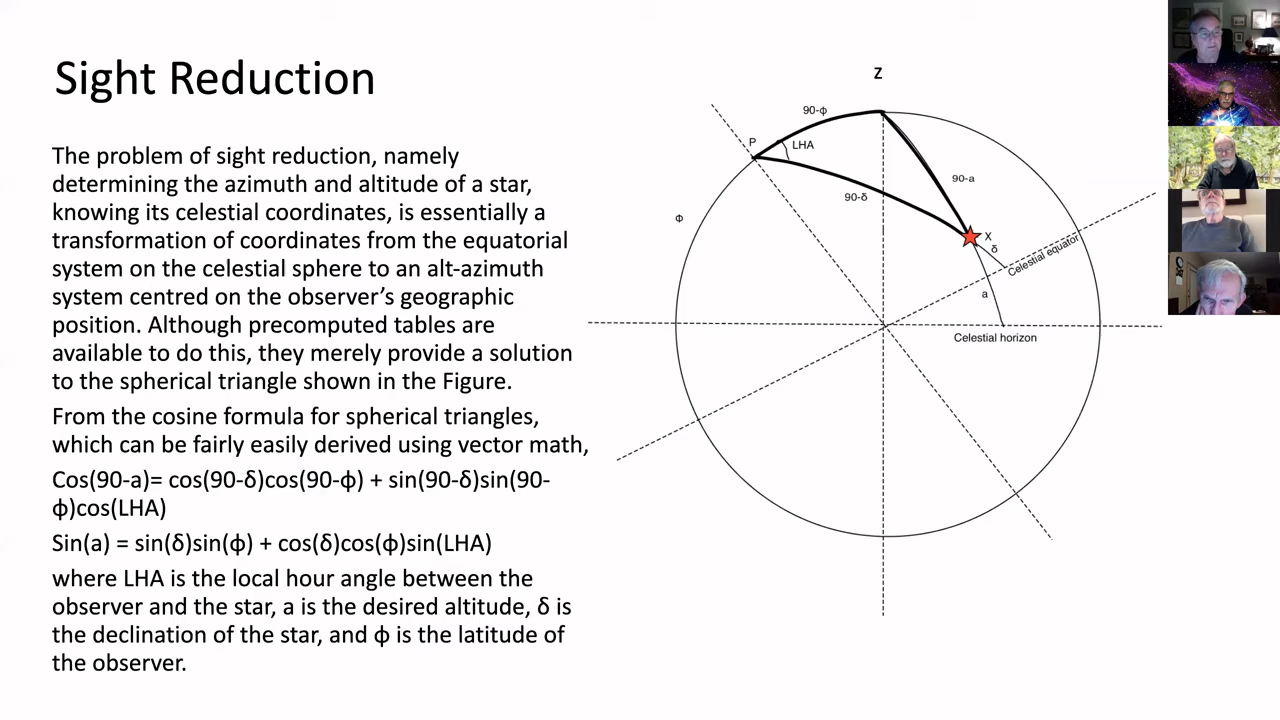 Sight Reduction
The problem of sight reduction, namely
determining the azimuth and altitude of a star,
knowing its celestial coordinates, is essentially a
transformation of coordinates from the equatorial
system on the celestial sphere to an alt-azimuth
system centred on the observer’s geographic
position. Although precomputed tables are
available to do this, they merely provide a solution
to the spherical triangle shown in the Figure.
From the cosine formula for spherical triangles,
which can be fairly easily derived using vector math,
Cos(90-a)= cos(90-δ)cos(90-ϕ) + sin(90-δ)sin(90-
ϕ)cos(LHA)
Sin(a) = sin(δ)sin(ϕ) + cos(δ)cos(ϕ)sin(LHA)
where LHA is the local hour angle between the
observer and the star, a is the desired altitude, δ is
the declination of the star, and ϕ is the latitude of
the observer.
Z
90-ϕ
P
LHA
90-a
90-δ
Φ
X
δ
Celestial equator
a
Celestial horizon